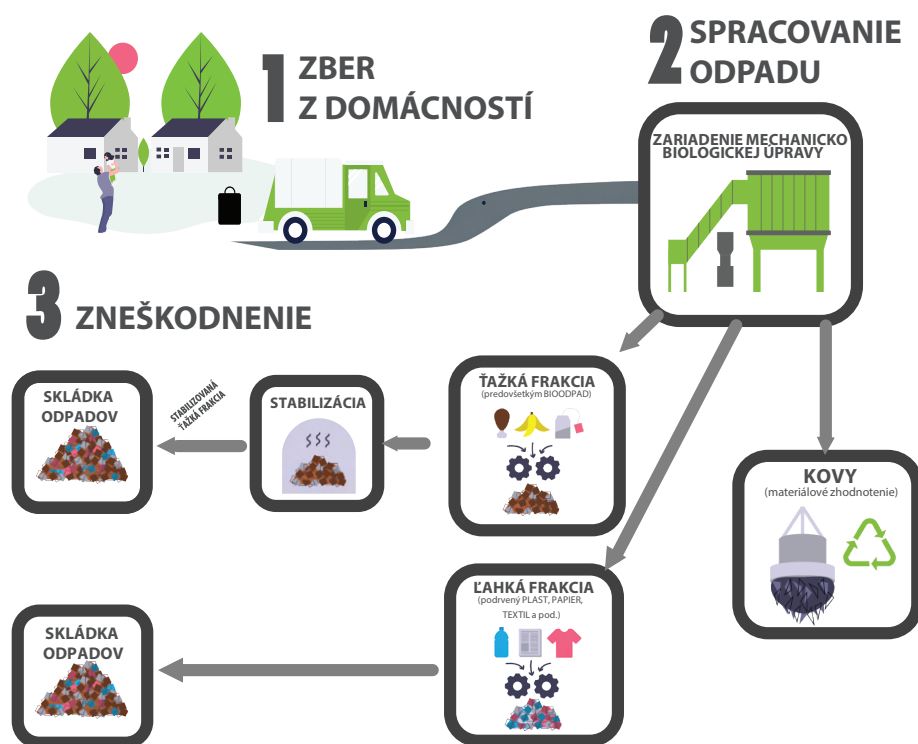 1 ZBER
Z DOMÁCNOSTÍ
2 SPRACOVANIE
ODPADU
ZARIADENIE MECHANICKO
BIOLOGICKEJ ÚPRAVY
3 ZNEŠKODNENIE
SKLÁDKA
ODPADOV
STABILIZOVANÁ
ŤAŽKÁ FRAKCIA
STABILIZÁCIA
ŤAŽKÁ FRAKCIA
(predovšetkým BIOODPAD)
KOVY
(materiálové zhodnotenie)
ĽAHKÁ FRAKCIA
(podrvený PLAST, PAPIER,
TEXTIL a pod.)
SKLÁDKA
ODPADOV